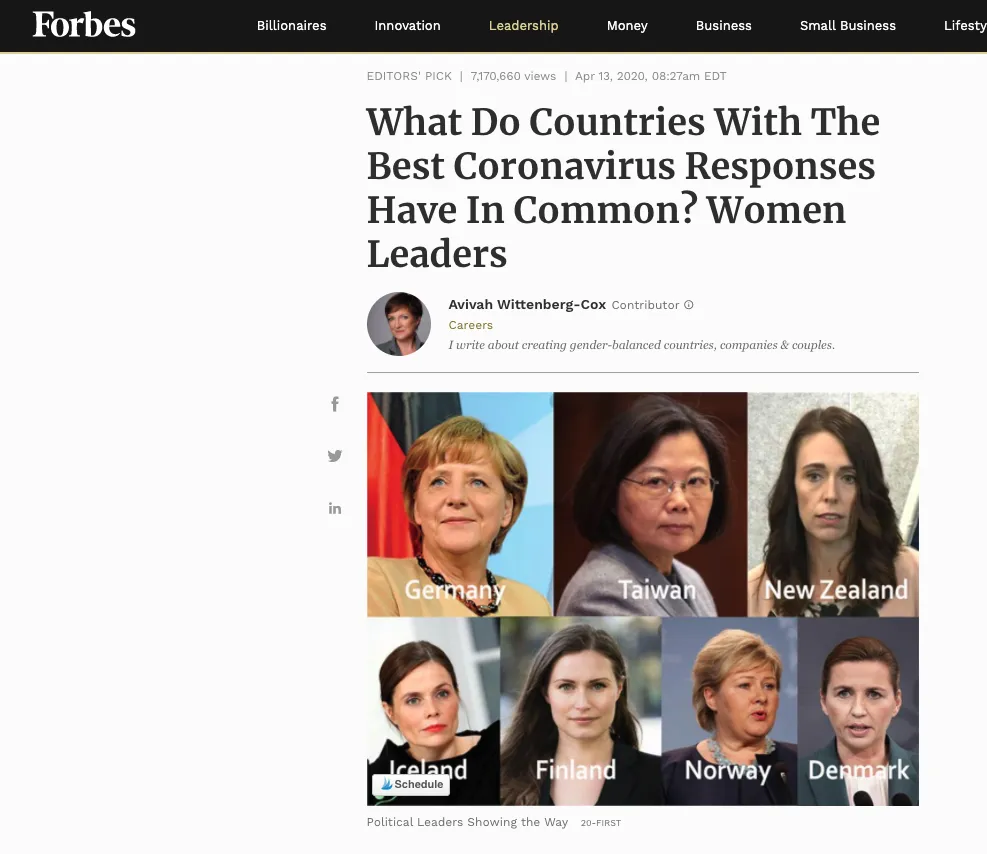 Forbes
Billionaires Innovation Leadership Money Business Small Business Lifesty
EDITORS' PICK | 7,170,660 views | Apr 13, 2020, 08:27am EDT
What Do Countries With The
Best Coronavirus Responses
Have In Common? Women
Leaders
Avivah Wittenberg-Cox Contributor
Careers
I write about creating gender-balanced countries, companies & couples.
Germany Taiwan New Zealand
Iceland Finland Norway Denmark
Schedule
Political Leaders Showing the Way 20-FIRST